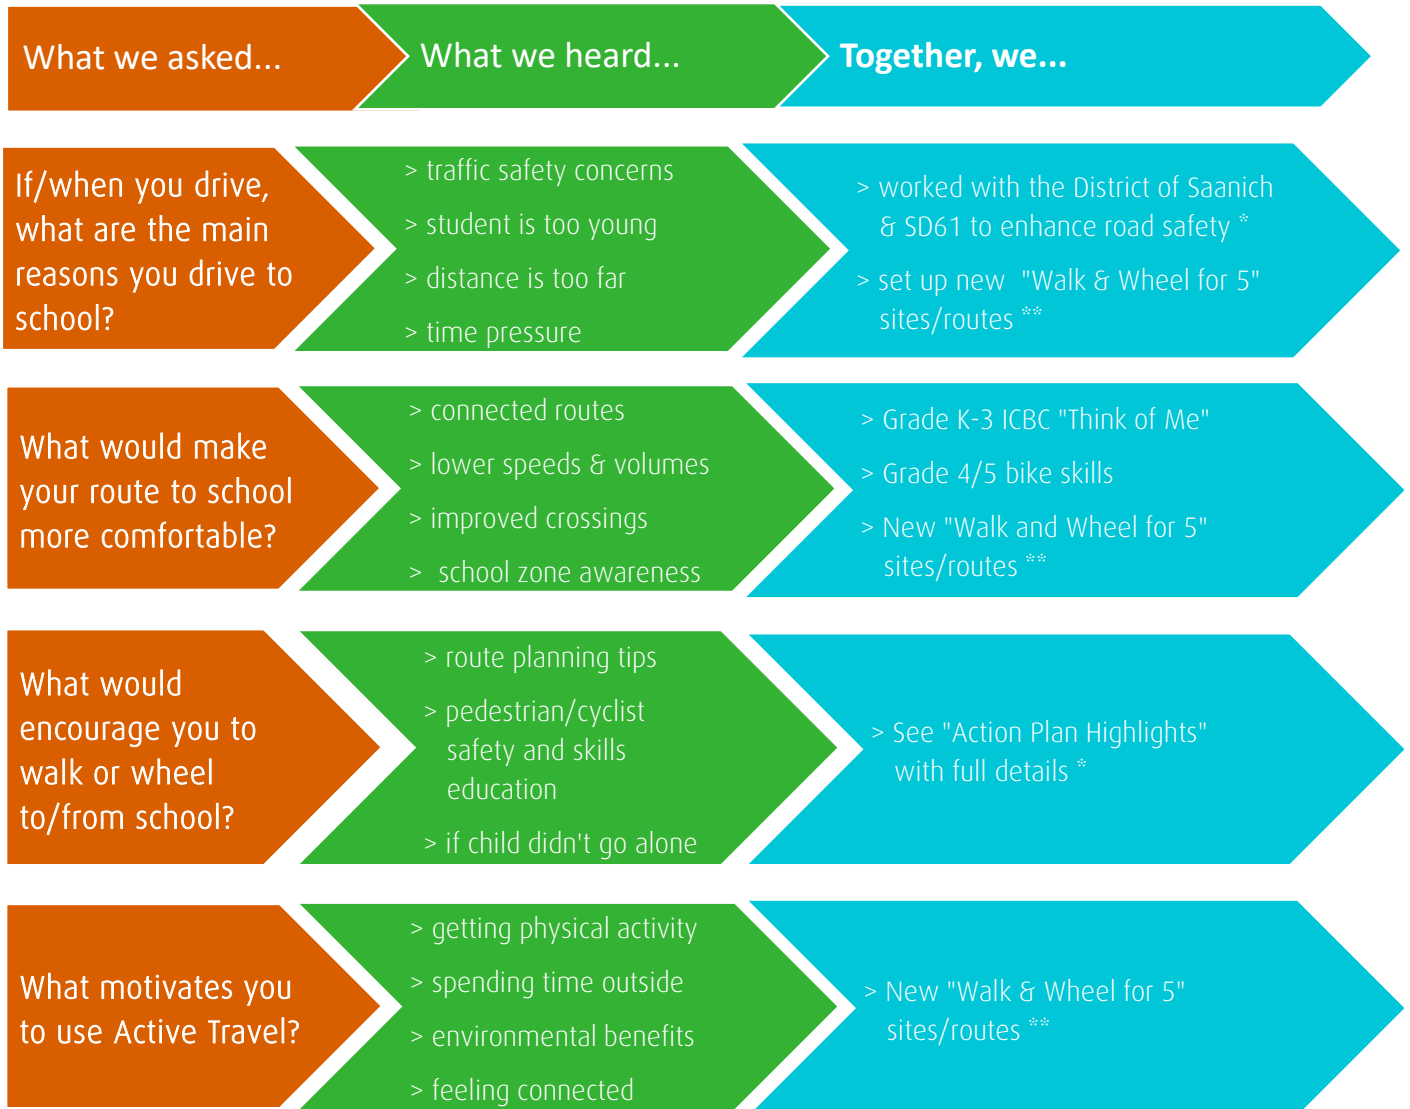 What we asked...
What we heard...
Together, we...
If/when you drive,
what are the main
reasons you drive to
school?
> traffic safety concerns
> student is too young
> distance is too far
> time pressure
> worked with the District of Saanich
& SD61 to enhance road safety *
> set up new "Walk & Wheel for 5"
sites/routes **
What would make
your route to school
more comfortable?
> connected routes
> lower speeds & volumes
> improved crossings
> school zone awareness
> Grade K-3 ICBC "Think of Me"
> Grade 4/5 bike skills
> New "Walk and Wheel for 5"
sites/routes **
What would
encourage you to
walk or wheel
to/from school?
> route planning tips
> pedestrian/cyclist
safety and skills
education
> if child didn't go alone
> See "Action Plan Highlights"
with full details *
What motivates you
to use Active Travel?
> getting physical activity
> spending time outside
> environmental benefits
> feeling connected
> New "Walk & Wheel for 5"
sites/routes **